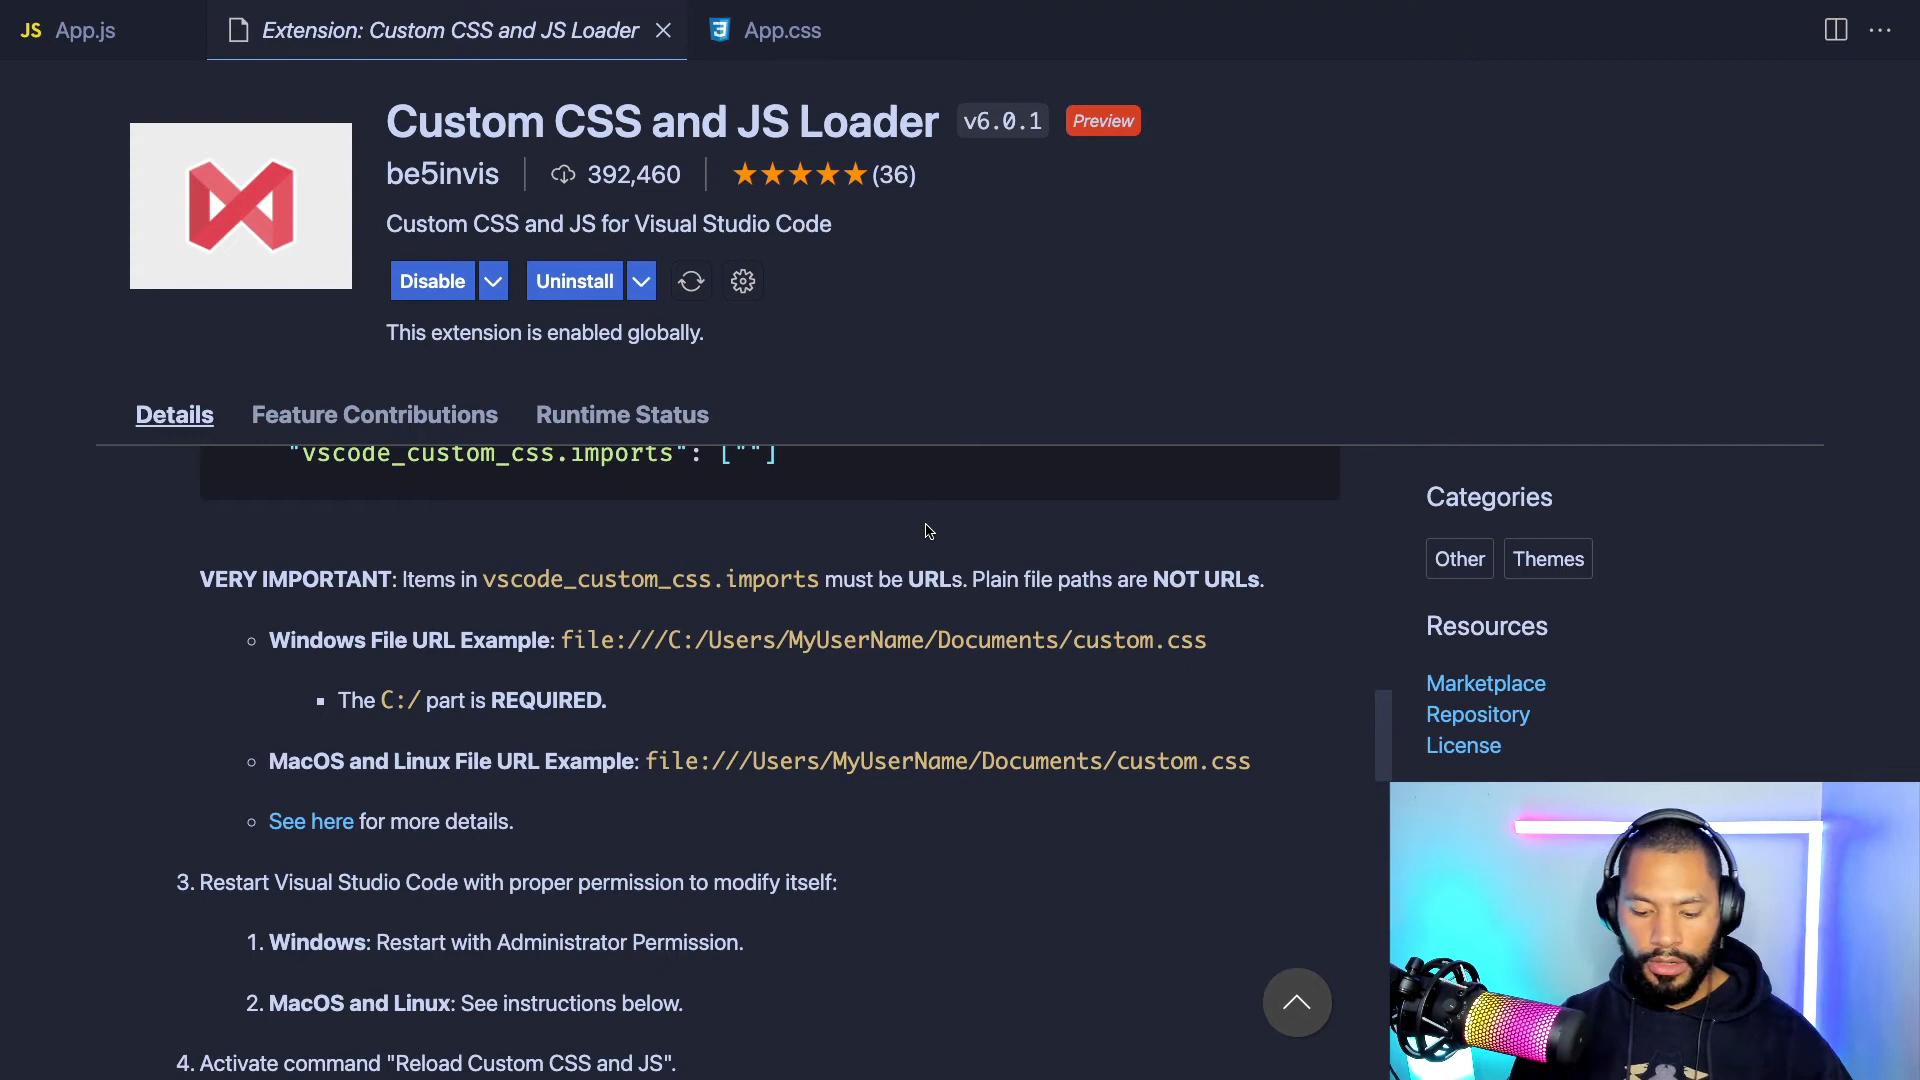 JS App.js
Extension: Custom CSS and JS Loader
App.css
Custom CSS and JS Loader v6.0.1 Preview
be5invis 392,460 ★★★★★ (36)
Custom CSS and JS for Visual Studio Code
Disable Uninstall
This extension is enabled globally.
Details Feature Contributions Runtime Status
"vscode_custom_css.imports": [""]
VERY IMPORTANT: Items in vscode_custom_css.imports must be URLs. Plain file paths are NOT URLs.
Windows File URL Example: file:///C:/Users/MyUserName/Documents/custom.css
The C:/ part is REQUIRED.
MacOS and Linux File URL Example: file:///Users/MyUserName/Documents/custom.css
See here for more details.
3. Restart Visual Studio Code with proper permission to modify itself:
1. Windows: Restart with Administrator Permission.
2. MacOS and Linux: See instructions below.
4. Activate command "Reload Custom CSS and JS".
Categories
Other Themes
Resources
Marketplace
Repository
License